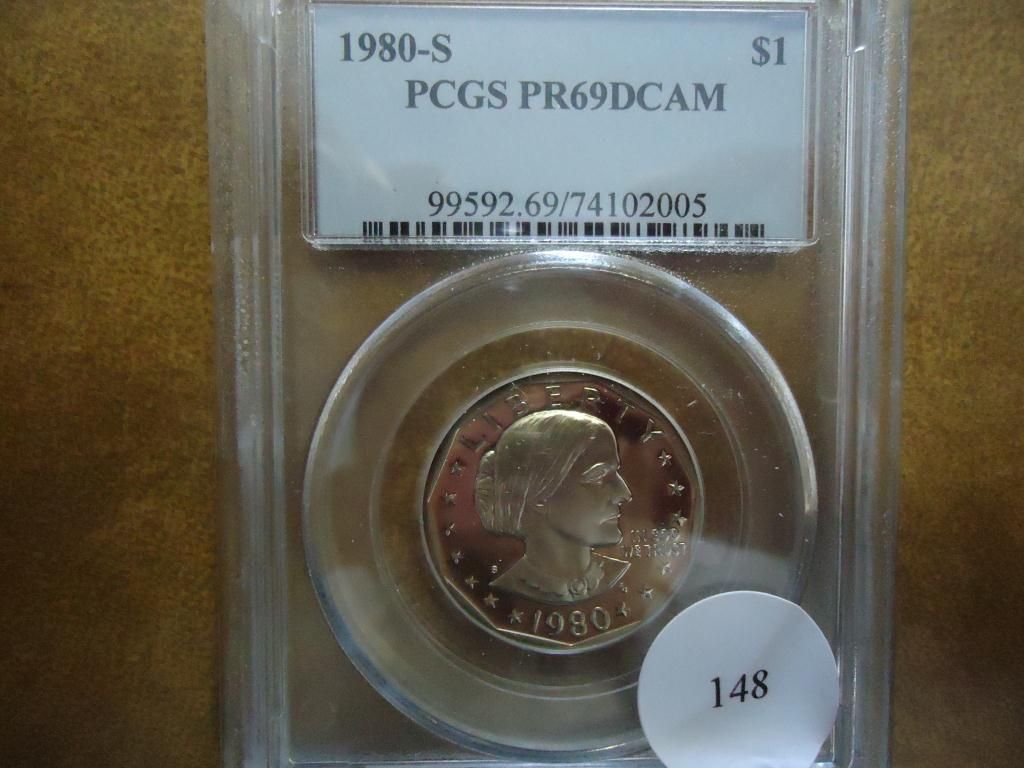 1980-S $1
PCGS PR69DCAM
99592.69/74102005
LIBERTY
IN GOD
WE TRUST
S
1980
148